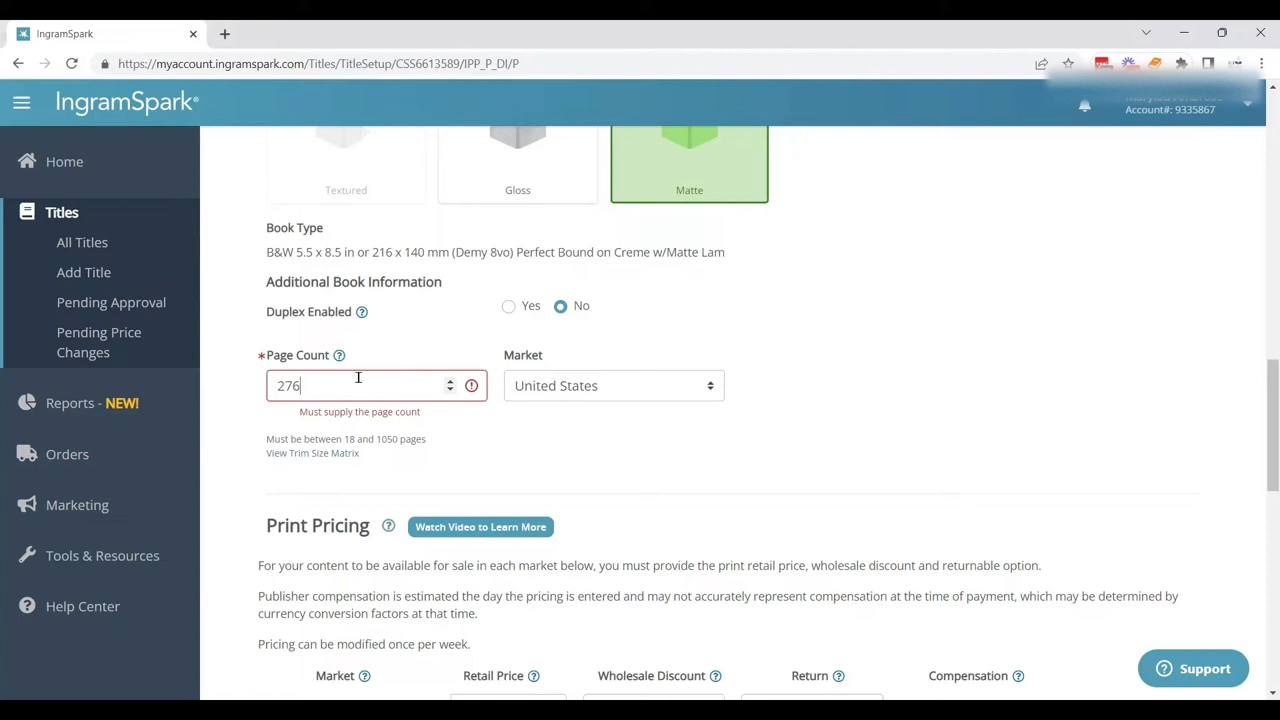 IngramSpark
https://myaccount.ingramspark.com/Titles/TitleSetup/CSS6613589/IPP_P_DI/P
IngramSpark®
Account#: 9335867
Home
Titles
All Titles
Add Title
Pending Approval
Pending Price
Changes
Reports - NEW!
Orders
Marketing
Tools & Resources
Help Center
Textured
Gloss
Matte
Book Type
B&W 5.5 x 8.5 in or 216 x 140 mm (Demy 8vo) Perfect Bound on Creme w/Matte Lam
Additional Book Information
Duplex Enabled ?
Yes
No
*Page Count ?
Market
276
United States
Must supply the page count
Must be between 18 and 1050 pages
View Trim Size Matrix
Print Pricing ?
Watch Video to Learn More
For your content to be available for sale in each market below, you must provide the print retail price, wholesale discount and returnable option.
Publisher compensation is estimated the day the pricing is entered and may not accurately represent compensation at the time of payment, which may be determined by
currency conversion factors at that time.
Pricing can be modified once per week.
Market ?
Retail Price ?
Wholesale Discount ?
Return ?
Compensation ?
? Support